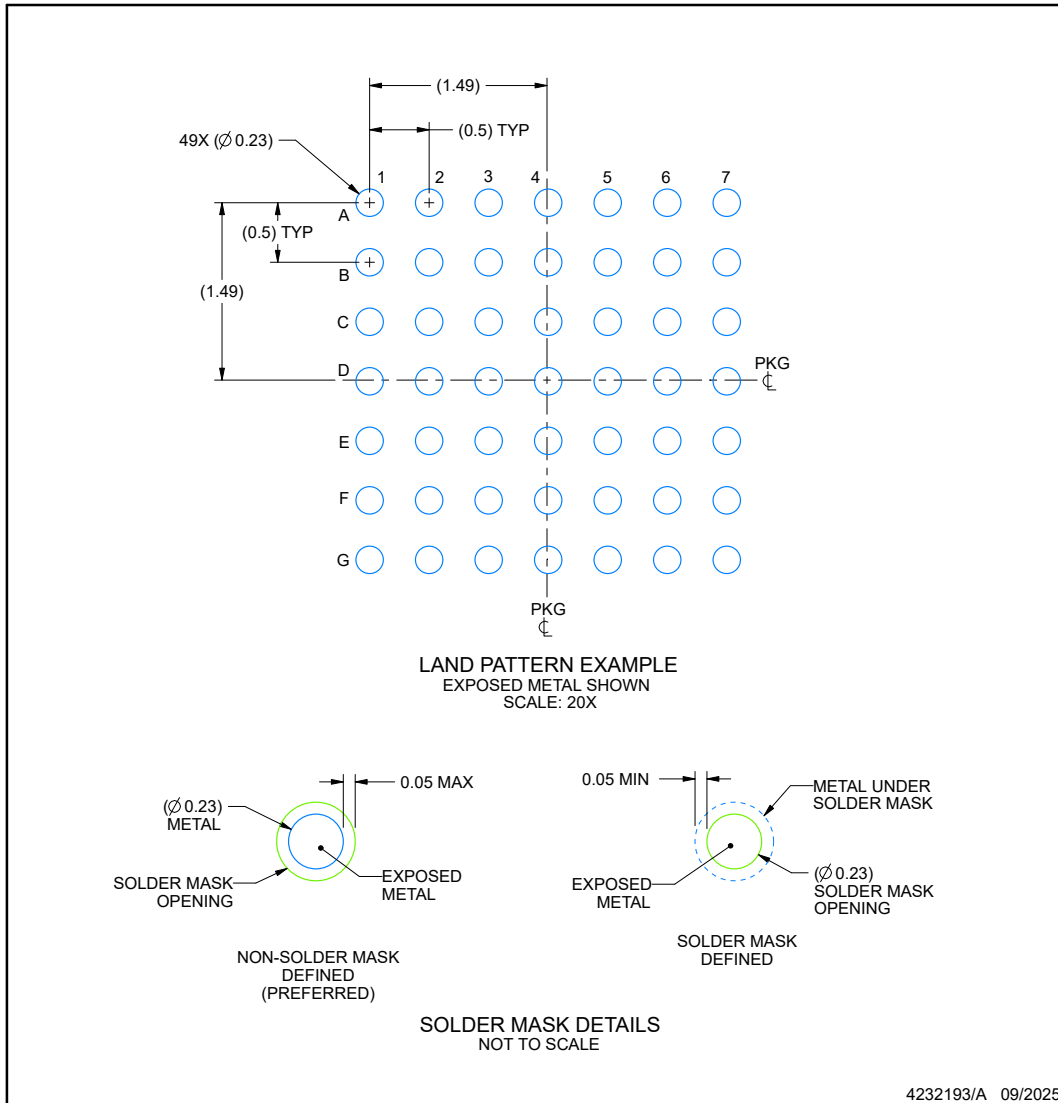 (1.49)
(0.5) TYP
49X (Ø 0.23)
1 2 3 4 5 6 7
A
(0.5) TYP
B
(1.49)
C
D
PKG
℄
E
F
G
PKG
℄
LAND PATTERN EXAMPLE
EXPOSED METAL SHOWN
SCALE: 20X
(Ø 0.23)
METAL
0.05 MAX
SOLDER MASK
OPENING
EXPOSED
METAL
NON-SOLDER MASK
DEFINED
(PREFERRED)
0.05 MIN
METAL UNDER
SOLDER MASK
EXPOSED
METAL
(Ø 0.23)
SOLDER MASK
OPENING
SOLDER MASK
DEFINED
SOLDER MASK DETAILS
NOT TO SCALE
4232193/A 09/2025